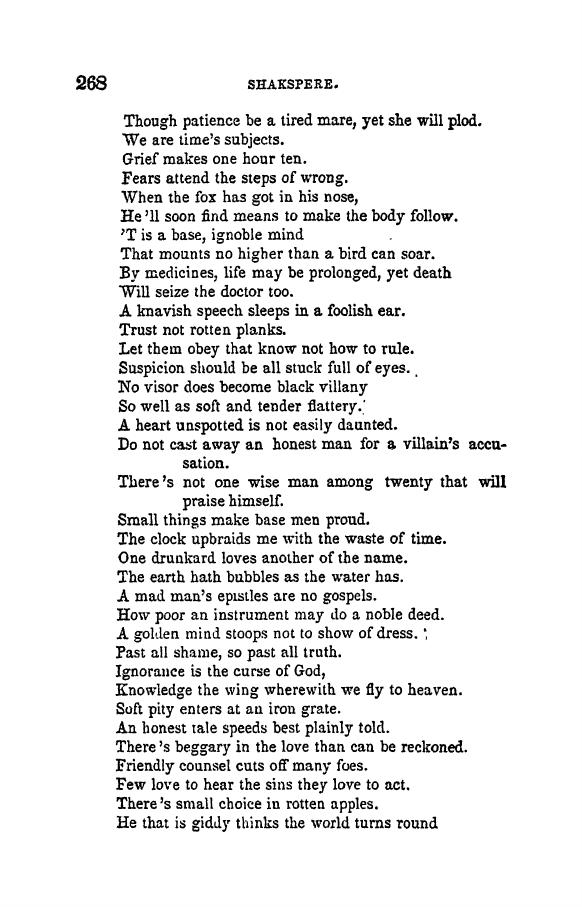 268 SHAKSPERE.
Though patience be a tired mare, yet she will plod.
We are time's subjects.
Grief makes one hour ten.
Fears attend the steps of wrong.
When the fox has got in his nose,
He'll soon find means to make the body follow.
'T is a base, ignoble mind
That mounts no higher than a bird can soar.
By medicines, life may be prolonged, yet death
Will seize the doctor too.
A knavish speech sleeps in a foolish ear.
Trust not rotten planks.
Let them obey that know not how to rule.
Suspicion should be all stuck full of eyes.
No visor does become black villany
So well as soft and tender flattery.
A heart unspotted is not easily daunted.
Do not cast away an honest man for a villain's accu-
sation.
There's not one wise man among twenty that will
praise himself.
Small things make base men proud.
The clock upbraids me with the waste of time.
One drunkard loves another of the name.
The earth hath bubbles as the water has.
A mad man's epistles are no gospels.
How poor an instrument may do a noble deed.
A golden mind stoops not to show of dress.
Past all shame, so past all truth.
Ignorance is the curse of God,
Knowledge the wing wherewith we fly to heaven.
Soft pity enters at an iron grate.
An honest tale speeds best plainly told.
There's beggary in the love than can be reckoned.
Friendly counsel cuts off many foes.
Few love to hear the sins they love to act.
There's small choice in rotten apples.
He that is giddy thinks the world turns round